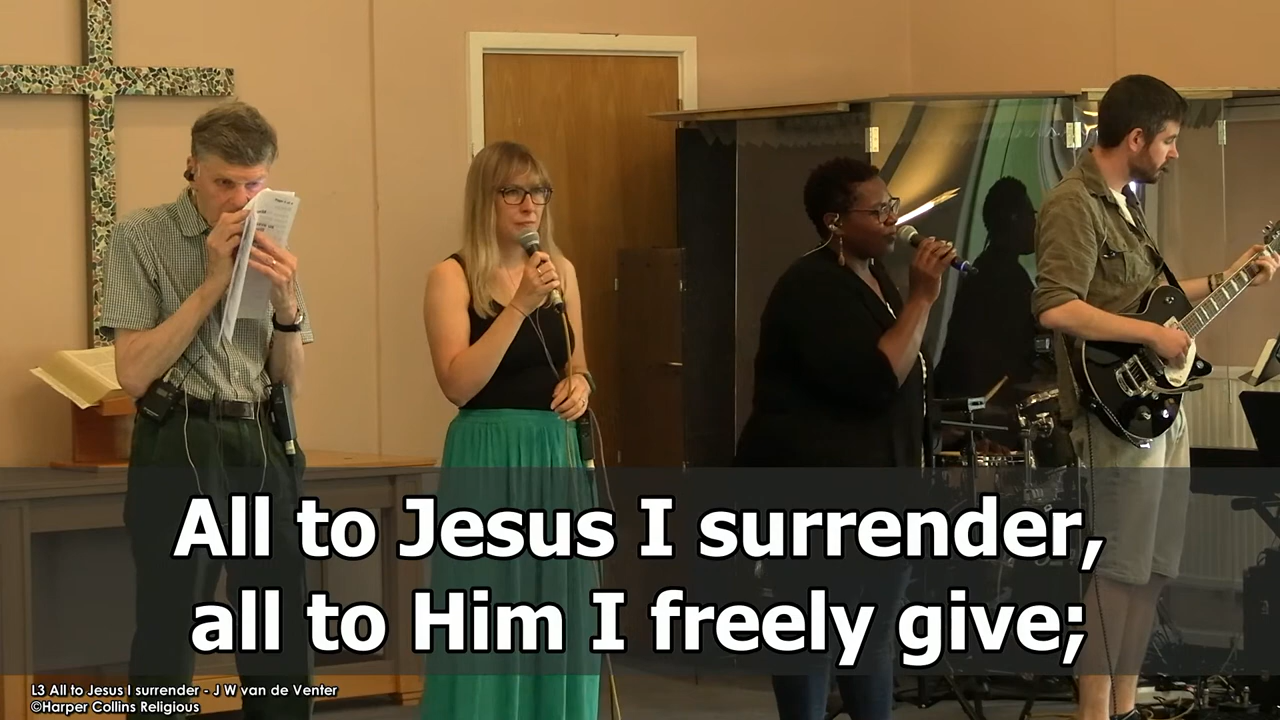 All to Jesus I surrender,
all to Him I freely give;
L3 All to Jesus I surrender - J W van de Venter
©Harper Collins Religious